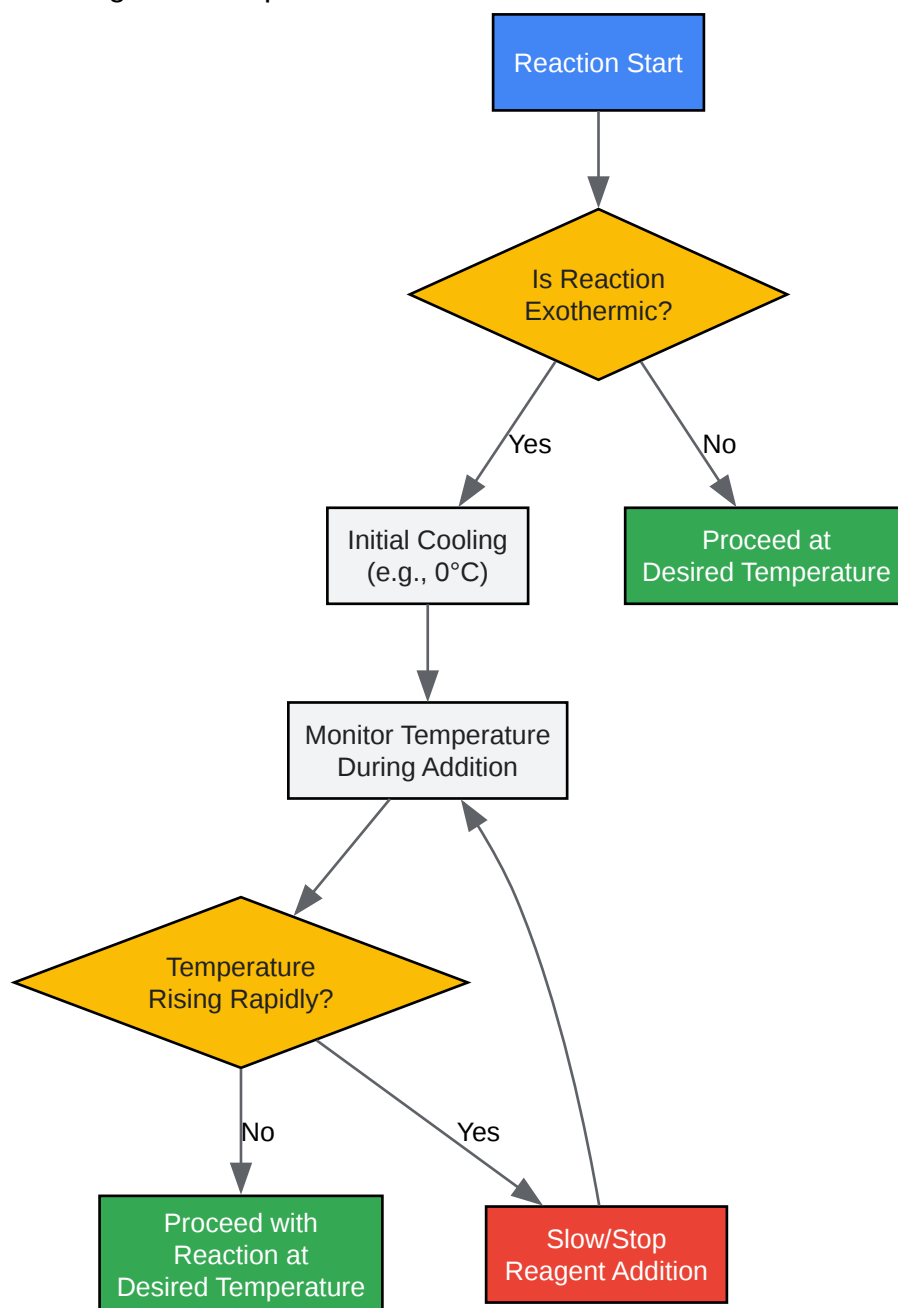 Reaction Start
Is Reaction
Exothermic?
Yes
No
Initial Cooling
(e.g., 0°C)
Proceed at
Desired Temperature
Monitor Temperature
During Addition
Temperature
Rising Rapidly?
No
Yes
Proceed with
Reaction at
Desired Temperature
Slow/Stop
Reagent Addition